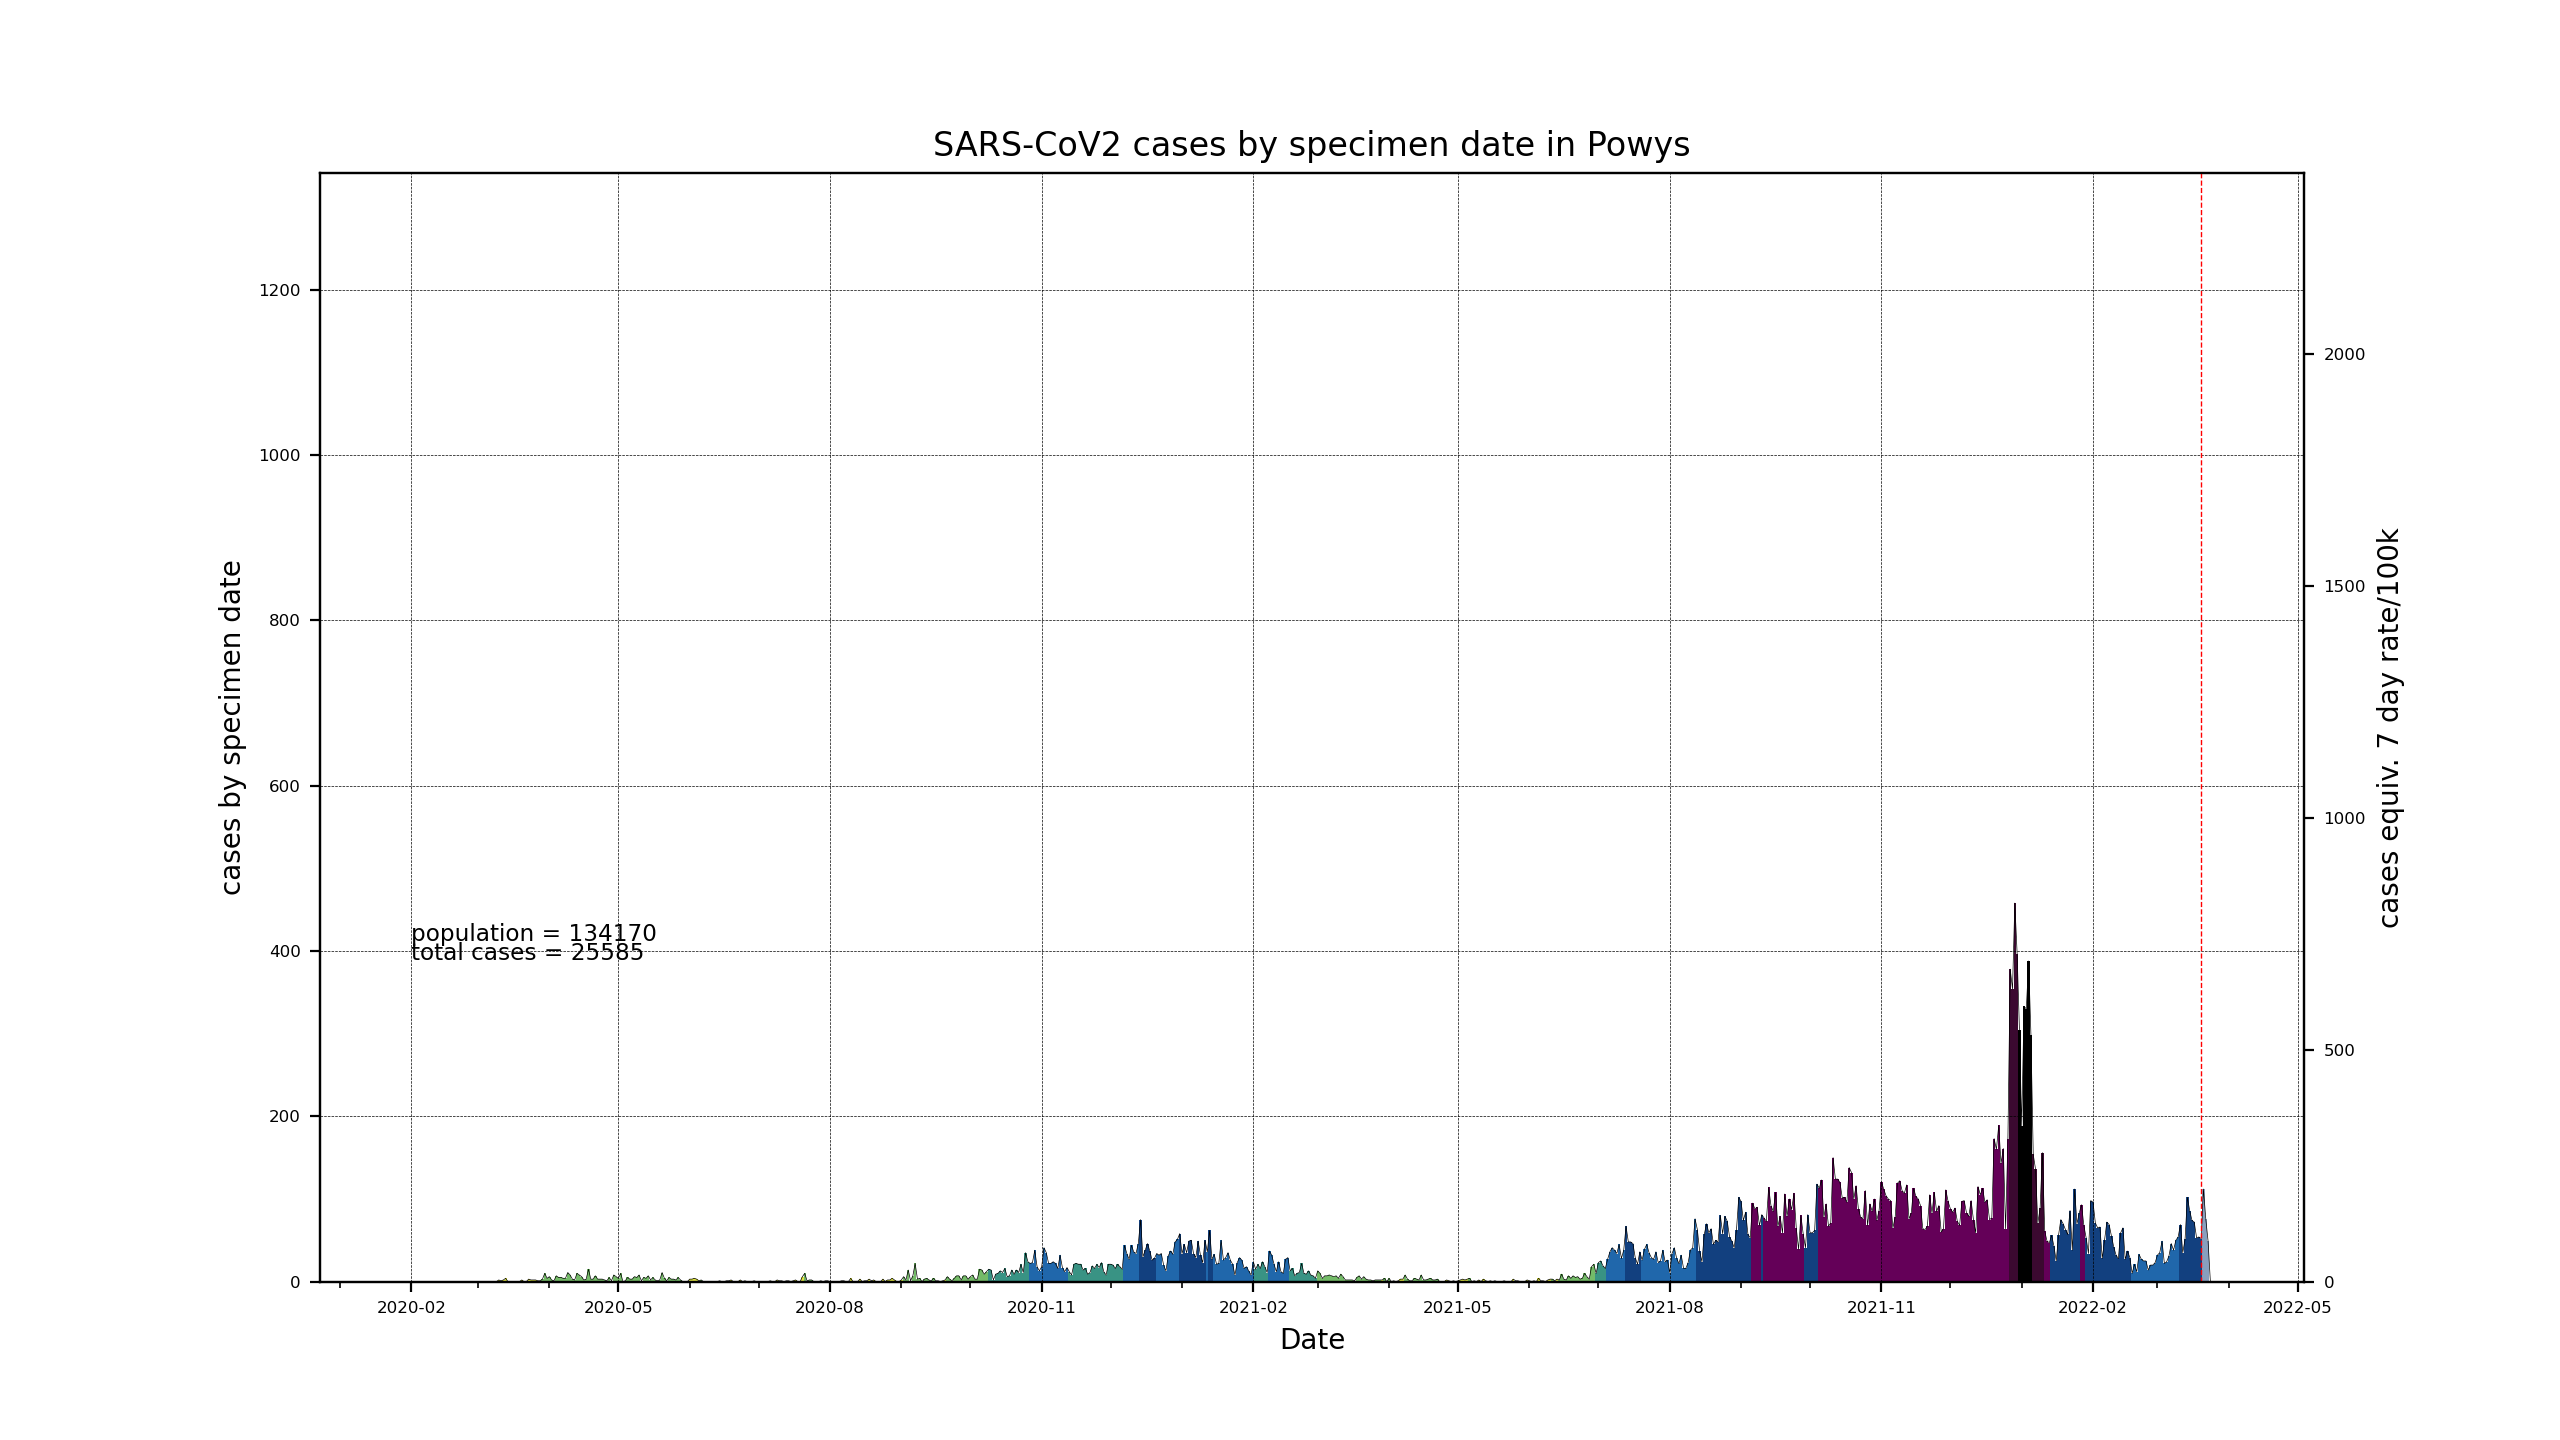 SARS-CoV2 cases by specimen date in Powys
1200
1000
800
600
400
200
0
cases by specimen date
population = 134170
total cases = 25585
2000
1500
1000
500
0
cases equiv. 7 day rate/100k
2020-02 2020-05 2020-08 2020-11 2021-02 2021-05 2021-08 2021-11 2022-02 2022-05
Date